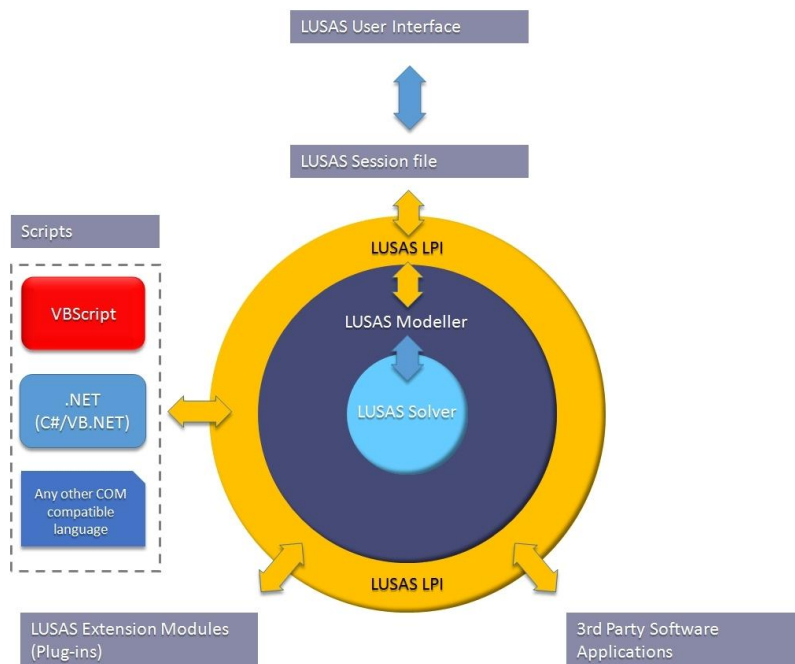 LUSAS User Interface
LUSAS Session file
Scripts
LUSAS LPI
VBScript
LUSAS Modeller
.NET
(C#/VB.NET)
LUSAS Solver
Any other COM
compatible
language
LUSAS LPI
LUSAS Extension Modules
(Plug-ins)
3rd Party Software
Applications